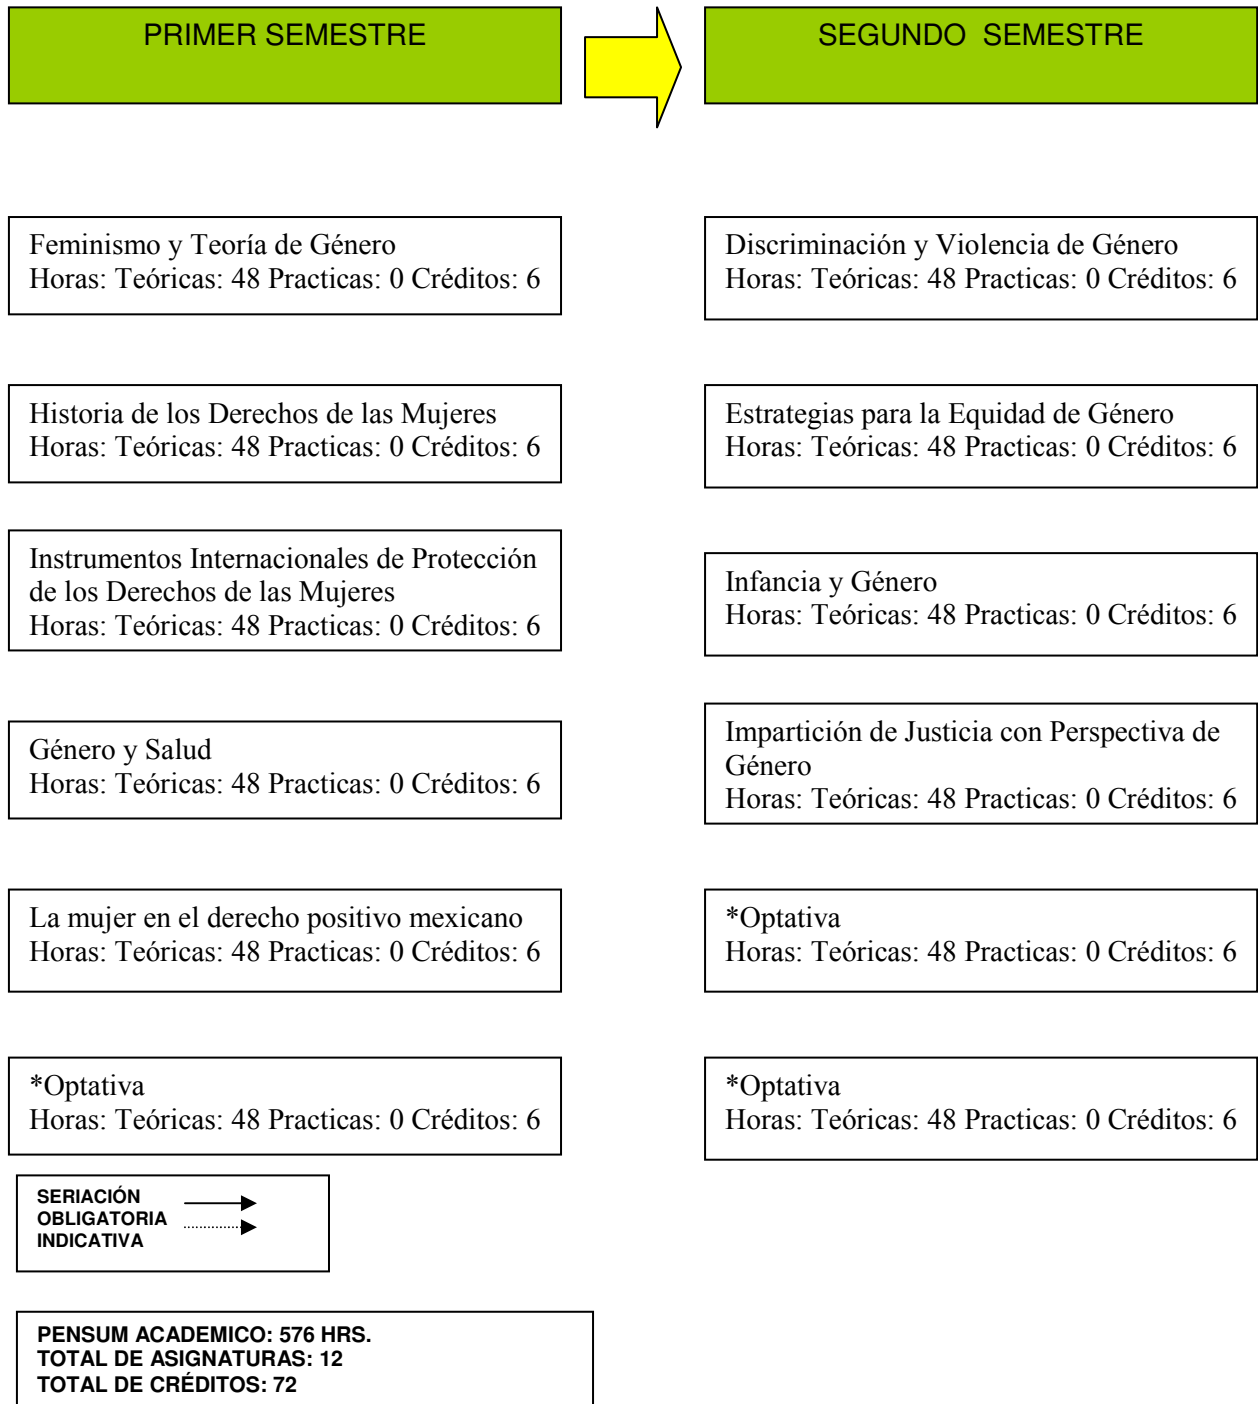 PRIMER SEMESTRE
SEGUNDO SEMESTRE
Feminismo y Teoría de Género
Horas: Teóricas: 48 Practicas: 0 Créditos: 6
Discriminación y Violencia de Género
Horas: Teóricas: 48 Practicas: 0 Créditos: 6
Historia de los Derechos de las Mujeres
Horas: Teóricas: 48 Practicas: 0 Créditos: 6
Estrategias para la Equidad de Género
Horas: Teóricas: 48 Practicas: 0 Créditos: 6
Instrumentos Internacionales de Protección
de los Derechos de las Mujeres
Horas: Teóricas: 48 Practicas: 0 Créditos: 6
Infancia y Género
Horas: Teóricas: 48 Practicas: 0 Créditos: 6
Género y Salud
Horas: Teóricas: 48 Practicas: 0 Créditos: 6
Impartición de Justicia con Perspectiva de
Género
Horas: Teóricas: 48 Practicas: 0 Créditos: 6
La mujer en el derecho positivo mexicano
Horas: Teóricas: 48 Practicas: 0 Créditos: 6
*Optativa
Horas: Teóricas: 48 Practicas: 0 Créditos: 6
*Optativa
Horas: Teóricas: 48 Practicas: 0 Créditos: 6
*Optativa
Horas: Teóricas: 48 Practicas: 0 Créditos: 6
SERIACIÓN
OBLIGATORIA
INDICATIVA
PENSUM ACADEMICO: 576 HRS.
TOTAL DE ASIGNATURAS: 12
TOTAL DE CRÉDITOS: 72